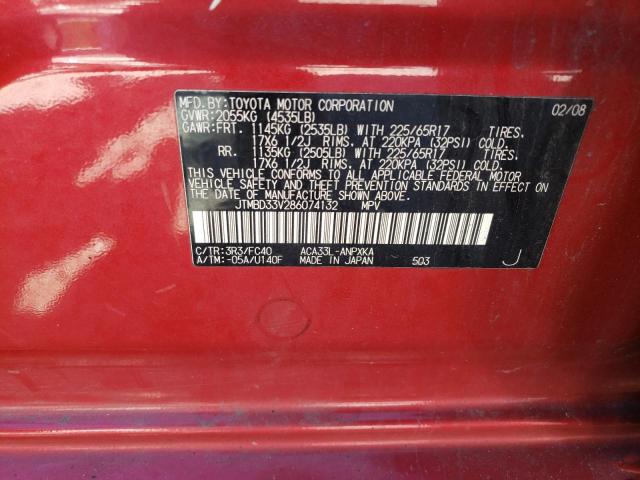 MFD. BY: TOYOTA MOTOR CORPORATION 02/08
GVWR: 2055KG (4535LB)
GAWR: FRT. 1145KG (2535LB) WITH 225/65R17 TIRES.
17X6 1/2J RIMS. AT 220KPA (32PSI) COLD.
RR. 1135KG (2505LB) WITH 225/65R17 TIRES.
17X6 1/2J RIMS. AT 220KPA (32PSI) COLD.
THIS VEHICLE CONFORMS TO ALL APPLICABLE FEDERAL MOTOR
VEHICLE SAFETY AND THEFT PREVENTION STANDARDS IN EFFECT
ON THE DATE OF MANUFACTURE SHOWN ABOVE.
JTMBD33V286074132 MPV
C/TR: 3R3/FC40 ACA33L-ANPXKA
A/TM: -05A/U140F MADE IN JAPAN 503 J